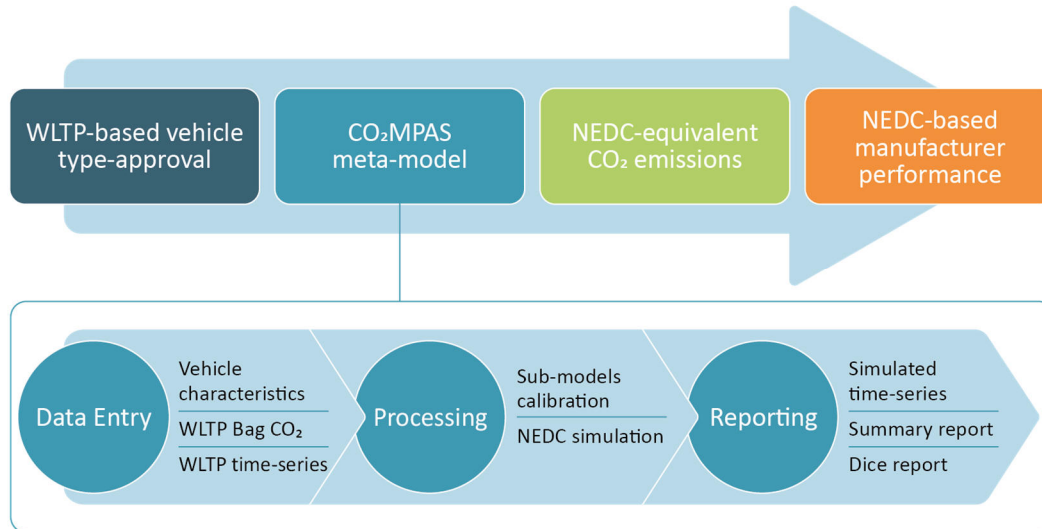 WLTP-based vehicle
type-approval
CO₂MPAS
meta-model
NEDC-equivalent
CO₂ emissions
NEDC-based
manufacturer
performance
Data Entry
Vehicle
characteristics
WLTP Bag CO₂
WLTP time-series
Processing
Sub-models
calibration
NEDC simulation
Reporting
Simulated
time-series
Summary report
Dice report